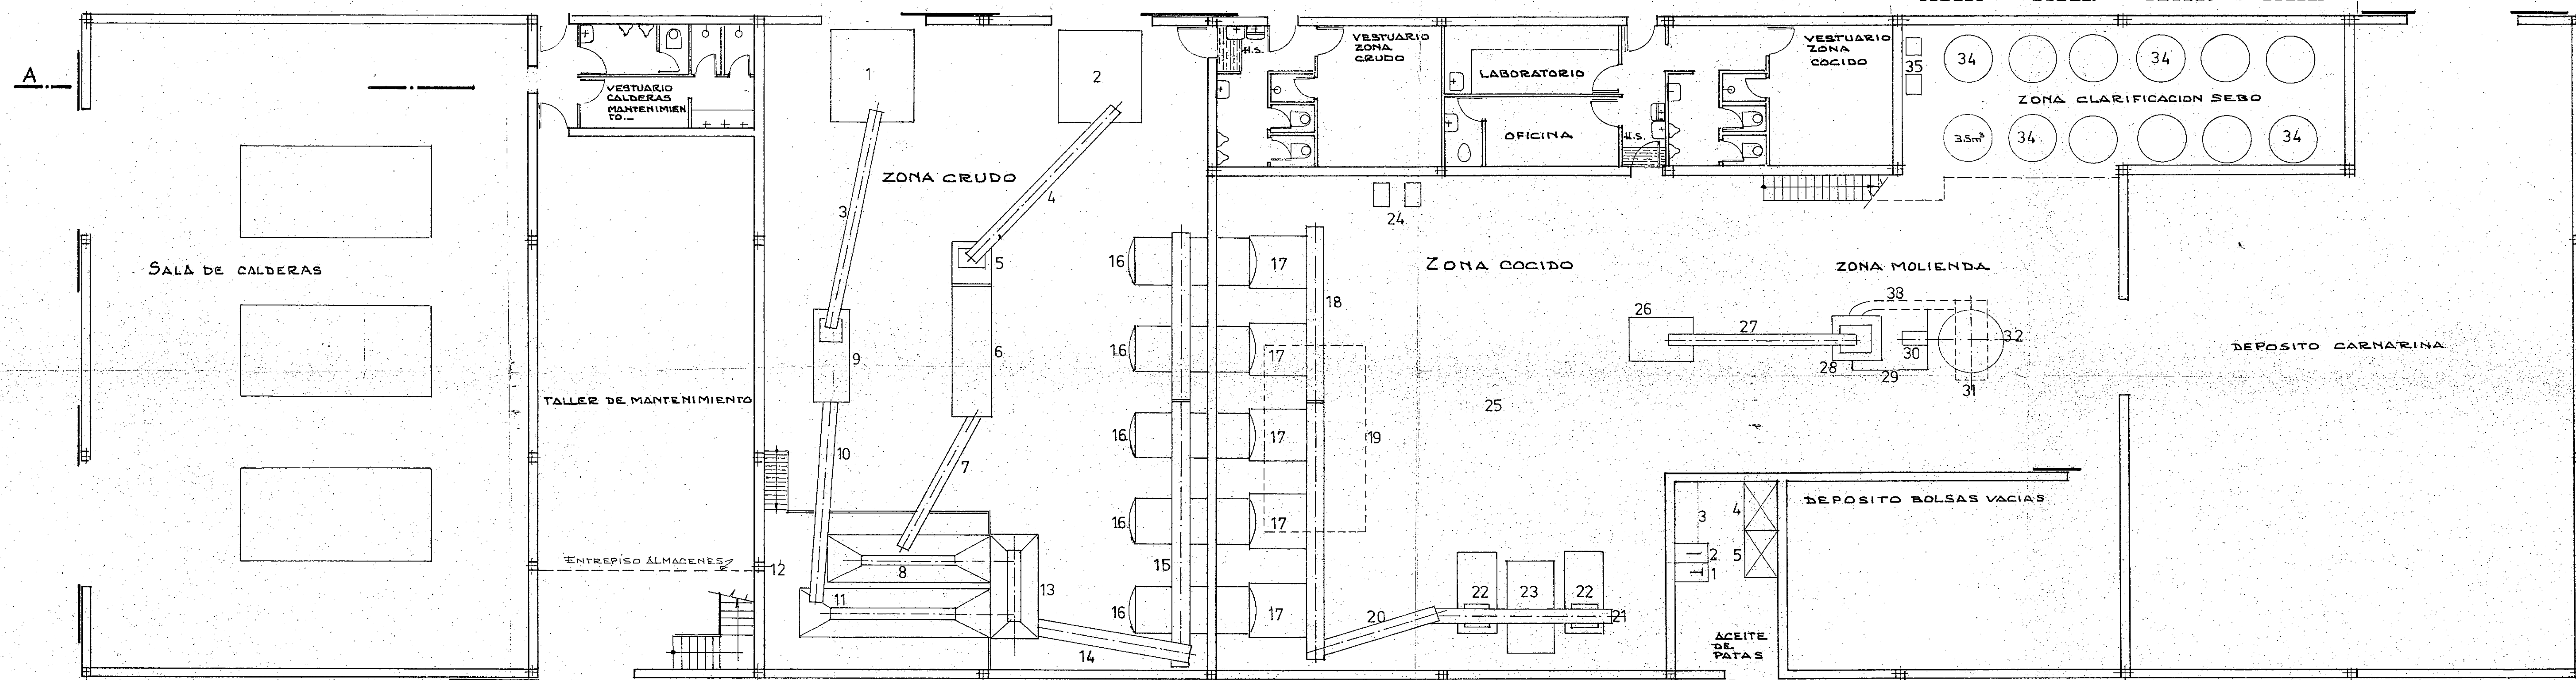 A
VESTUARIO
CALDERAS
MANTENIMIEN
TO._
1
2
H.S.
VESTUARIO
ZONA
CRUDO
LABORATORIO
OFICINA
H.S.
VESTUARIO
ZONA
COCIDO
35
34
34
ZONA CLARIFICACION SEBO
3.5m³
34
34
ZONA CRUDO
3
4
24
SALA DE CALDERAS
5
16
17
18
ZONA COCIDO
ZONA MOLIENDA
26
27
33
32
28
29
30
31
DEPOSITO CARNARINA
9
6
16
17
TALLER DE MANTENIMIENTO
25
10
7
16
17
19
16
17
DEPOSITO BOLSAS VACIAS
3
4
2
5
1
ENTREPISO ALMACENES
12
8
13
15
11
16
17
22
23
22
20
21
14
ACEITE
DE
PATAS